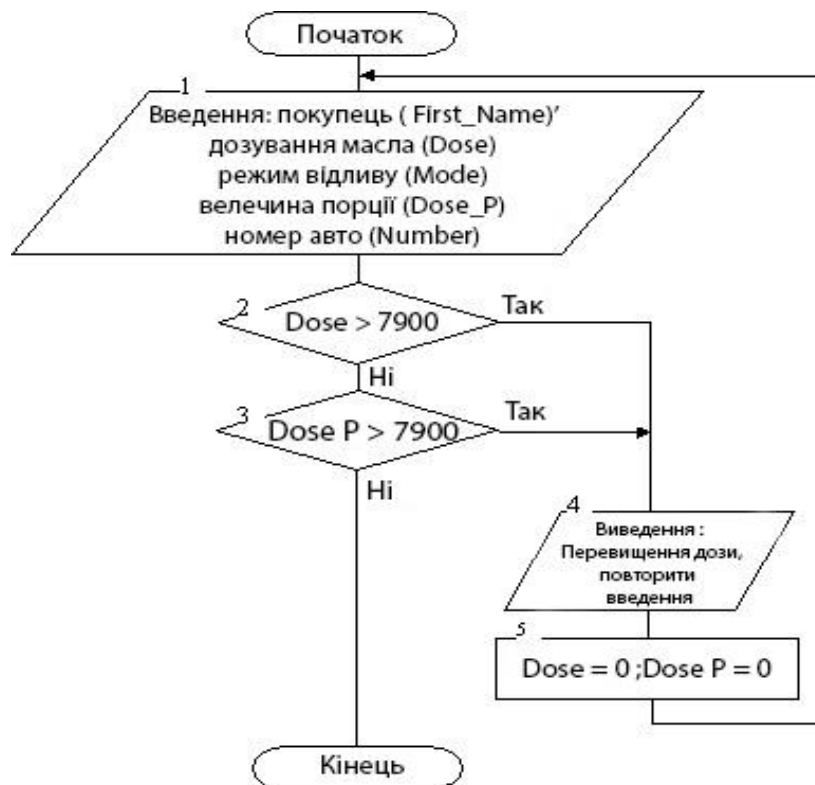 Початок
1
Введення: покупець ( First_Name)’
дозування масла (Dose)
режим відливу (Mode)
велечина порції (Dose_P)
номер авто (Number)
2
Dose > 7900
Так
Ні
3
Dose P > 7900
Так
Ні
4
Виведення :
Перевищення дози,
повторити
введення
5
Dose = 0 ;Dose P = 0
Кінець